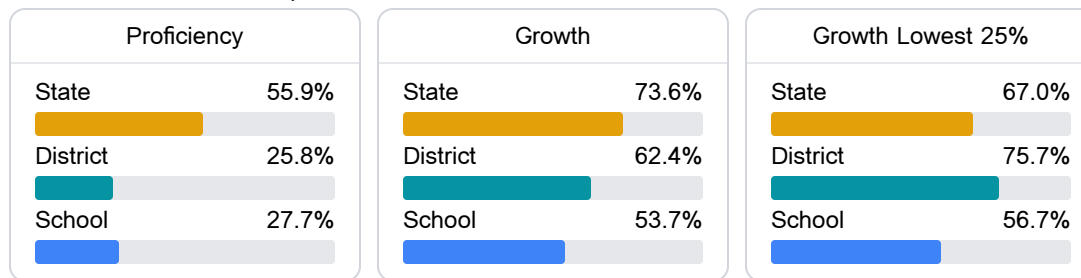 Proficiency
State 55.9%
District 25.8%
School 27.7%
Growth
State 73.6%
District 62.4%
School 53.7%
Growth Lowest 25%
State 67.0%
District 75.7%
School 56.7%